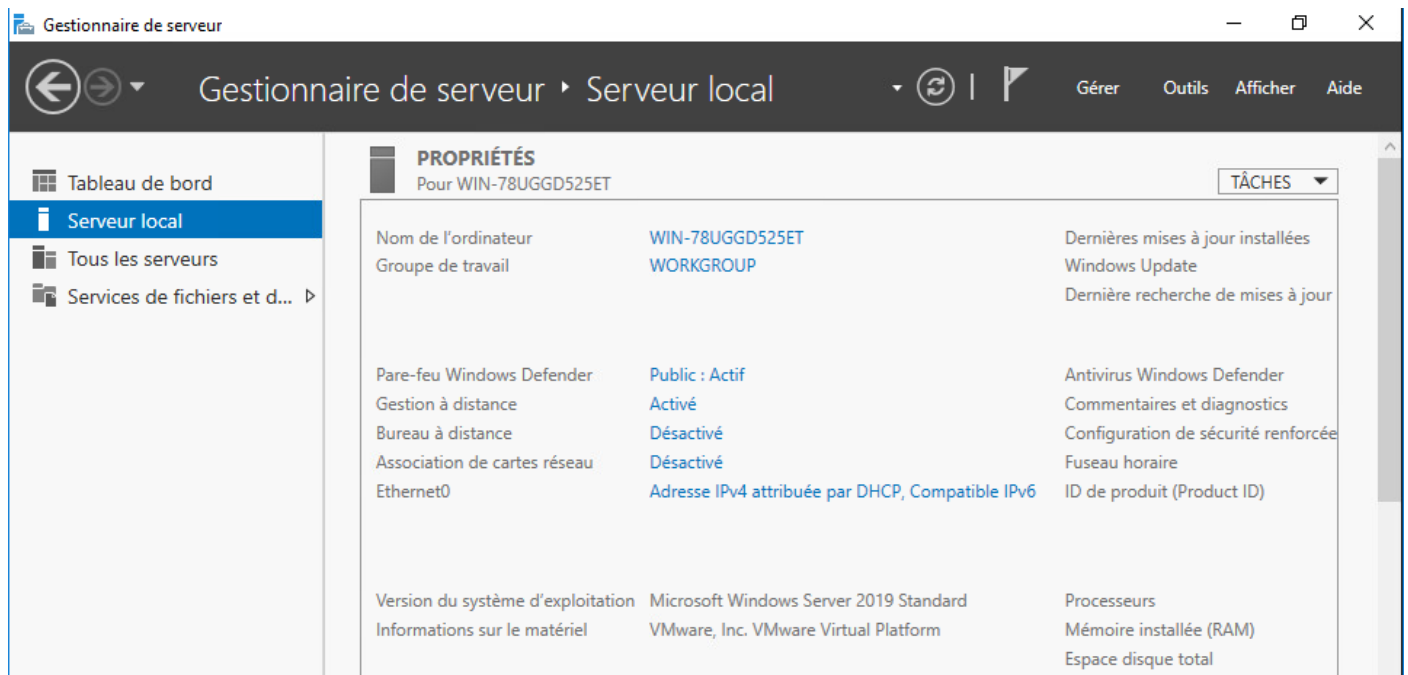 Gestionnaire de serveur
Gestionnaire de serveur ‣ Serveur local
Gérer Outils Afficher Aide
Tableau de bord
Serveur local
Tous les serveurs
Services de fichiers et d...
PROPRIÉTÉS
Pour WIN-78UGGD525ET
TÂCHES
Nom de l'ordinateur WIN-78UGGD525ET Dernières mises à jour installées
Groupe de travail WORKGROUP Windows Update
Dernière recherche de mises à jour
Pare-feu Windows Defender Public : Actif Antivirus Windows Defender
Gestion à distance Activé Commentaires et diagnostics
Bureau à distance Désactivé Configuration de sécurité renforcée
Association de cartes réseau Désactivé Fuseau horaire
Ethernet0 Adresse IPv4 attribuée par DHCP, Compatible IPv6 ID de produit (Product ID)
Version du système d'exploitation Microsoft Windows Server 2019 Standard Processeurs
Informations sur le matériel VMware, Inc. VMware Virtual Platform Mémoire installée (RAM)
Espace disque total